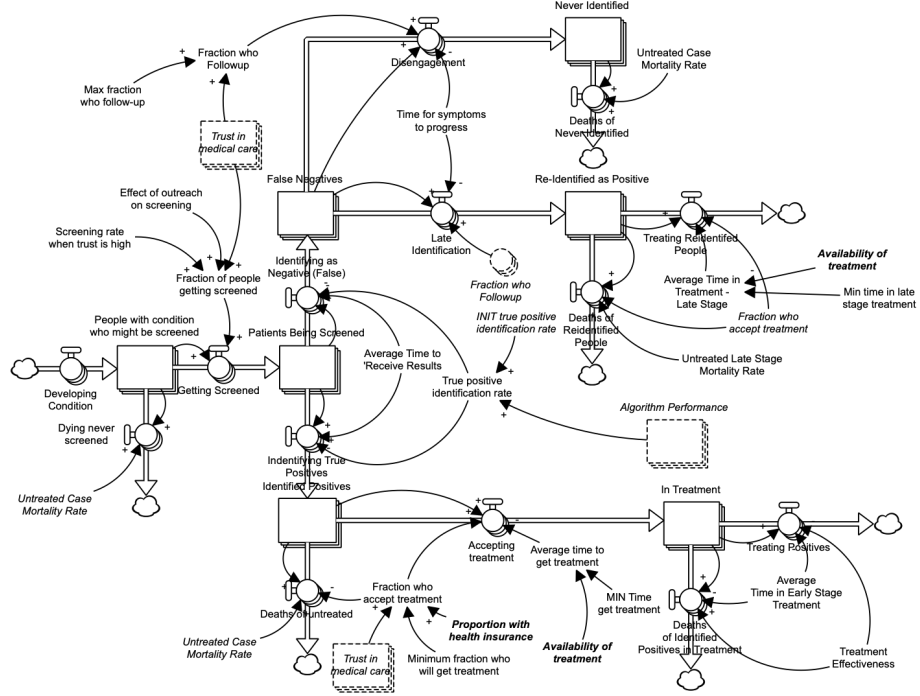 Never Identified
Fraction who
Followup
Disengagement
Untreated Case
Mortality Rate
Max fraction
who follow-up
Time for symptoms
to progress
Deaths of
Never Identified
Trust in
medical care
False Negatives
Re-Identified as Positive
Effect of outreach
on screening
Screening rate
when trust is high
Late
Identification
Treating Reidentifed
People
Identifying as
Negative (False)
Fraction of people
getting screened
Fraction who
Followup
Average Time in
Treatment -
Late Stage
Availability of
treatment
Min time in late
stage treatment
INIT true positive
identification rate
Deaths of
Reidentified
People
Fraction who
accept treatment
People with condition
who might be screened
Patients Being Screened
Average Time to
'Receive Results
Untreated Late Stage
Mortality Rate
Developing
Condition
Getting Screened
True positive
identification rate
Algorithm Performance
Dying never
screened
Indentifying True
Positives
Identified Positives
In Treatment
Untreated Case
Mortality Rate
Accepting
treatment
Average time to
get treatment
Treating Positives
Fraction who
accept treatment
MIN Time
get treatment
Average
Time in Early Stage
Treatment
Deaths of untreated
Proportion with
health insurance
Deaths
of Identified
Positives in Treatment
Untreated Case
Mortality Rate
Trust in
medical care
Minimum fraction who
will get treatment
Availability of
treatment
Treatment
Effectiveness